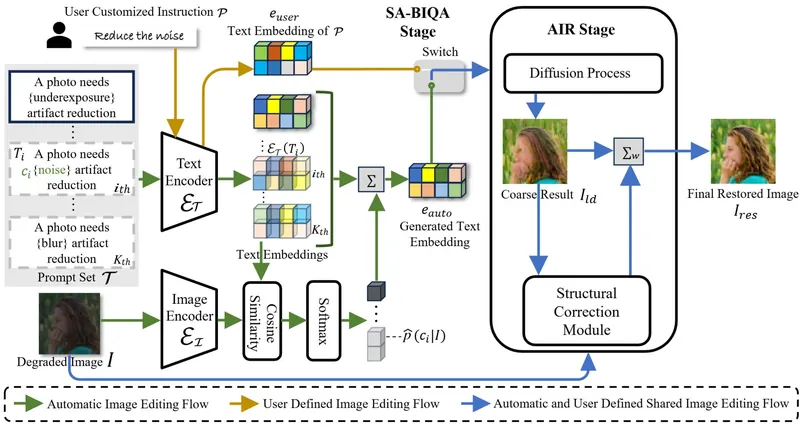 User Customized Instruction 𝒫
Reduce the noise
e_user
Text Embedding of 𝒫
SA-BIQA
Stage
Switch
AIR Stage
Diffusion Process
A photo needs
{underexposure}
artifact reduction
⋮
T_i
A photo needs
c_i{noise} artifact
reduction
i_th
⋮
A photo needs
{blur} artifact
reduction
K_th
Prompt Set 𝒯
Text
Encoder
ℰ_𝒯
⋮ ℰ_𝒯(T_i)
i_th
⋮
K_th
Text Embeddings
Σ
e_auto
Generated Text
Embedding
Coarse Result I_ld
Σ_w
Final Restored Image
I_res
Structural
Correction
Module
Degraded Image I
Image
Encoder
ℰ_ℐ
Cosine
Similarity
Softmax
⋯
⋮
p̂(c_i|I)
Automatic Image Editing Flow
User Defined Image Editing Flow
Automatic and User Defined Shared Image Editing Flow